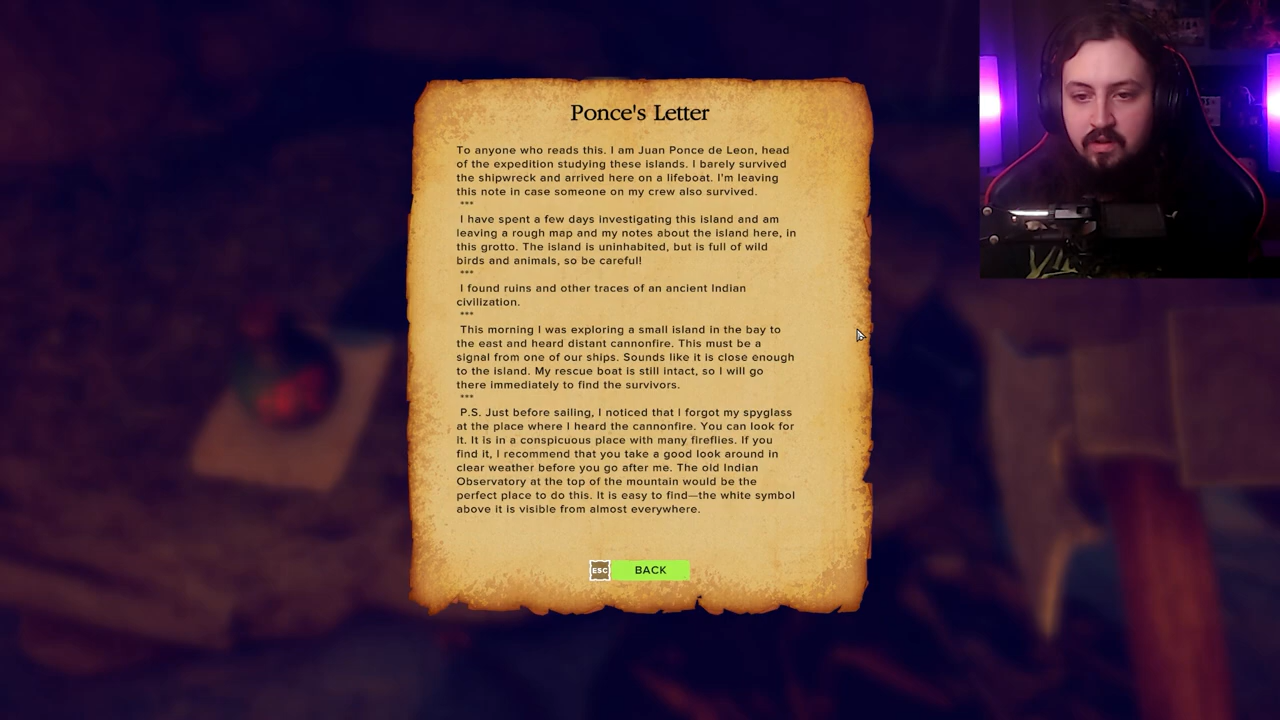 Ponce's Letter
To anyone who reads this. I am Juan Ponce de Leon, head
of the expedition studying these islands. I barely survived
the shipwreck and arrived here on a lifeboat. I'm leaving
this note in case someone on my crew also survived.
***
I have spent a few days investigating this island and am
leaving a rough map and my notes about the island here, in
this grotto. The island is uninhabited, but is full of wild
birds and animals, so be careful!
***
I found ruins and other traces of an ancient Indian
civilization.
***
This morning I was exploring a small island in the bay to
the east and heard distant cannonfire. This must be a
signal from one of our ships. Sounds like it is close enough
to the island. My rescue boat is still intact, so I will go
there immediately to find the survivors.
***
P.S. Just before sailing, I noticed that I forgot my spyglass
at the place where I heard the cannonfire. You can look for
it. It is in a conspicuous place with many fireflies. If you
find it, I recommend that you take a good look around in
clear weather before you go after me. The old Indian
Observatory at the top of the mountain would be the
perfect place to do this. It is easy to find—the white symbol
above it is visible from almost everywhere.
ESC BACK